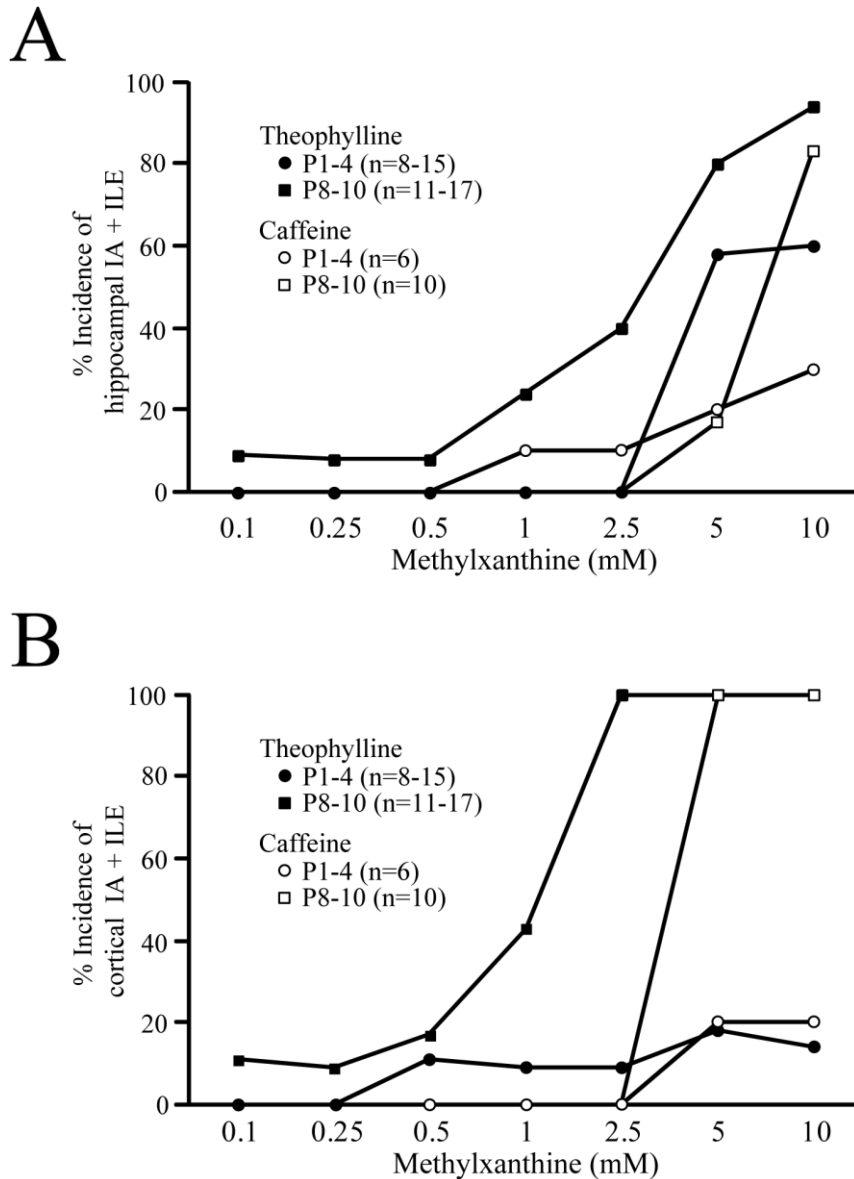 A
% Incidence of
hippocampal IA + ILE
100
80
60
40
20
0
Theophylline
P1-4 (n=8-15)
P8-10 (n=11-17)
Caffeine
P1-4 (n=6)
P8-10 (n=10)
0.1 0.25 0.5 1 2.5 5 10
Methylxanthine (mM)
B
% Incidence of
cortical IA + ILE
100
80
60
40
20
0
Theophylline
P1-4 (n=8-15)
P8-10 (n=11-17)
Caffeine
P1-4 (n=6)
P8-10 (n=10)
0.1 0.25 0.5 1 2.5 5 10
Methylxanthine (mM)